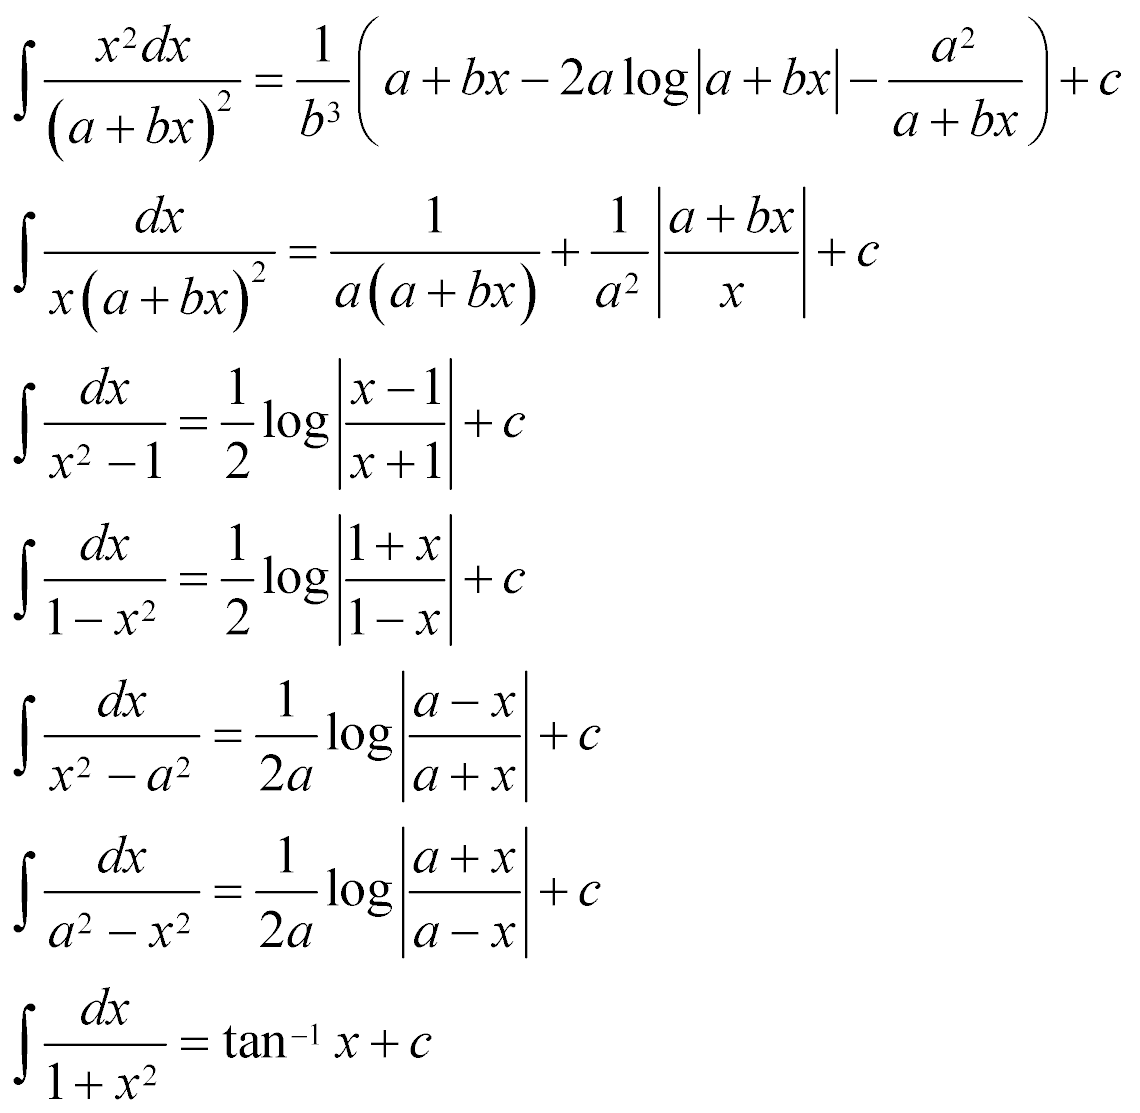 ∫ x²dx / (a + bx)² = 1/b³ ( a + bx − 2a log|a + bx| − a²/(a + bx) ) + c
∫ dx / x(a + bx)² = 1/a(a + bx) + 1/a² |(a + bx)/x| + c
∫ dx / (x² − 1) = 1/2 log|(x − 1)/(x + 1)| + c
∫ dx / (1 − x²) = 1/2 log|(1 + x)/(1 − x)| + c
∫ dx / (x² − a²) = 1/2a log|(a − x)/(a + x)| + c
∫ dx / (a² − x²) = 1/2a log|(a + x)/(a − x)| + c
∫ dx / (1 + x²) = tan⁻¹ x + c